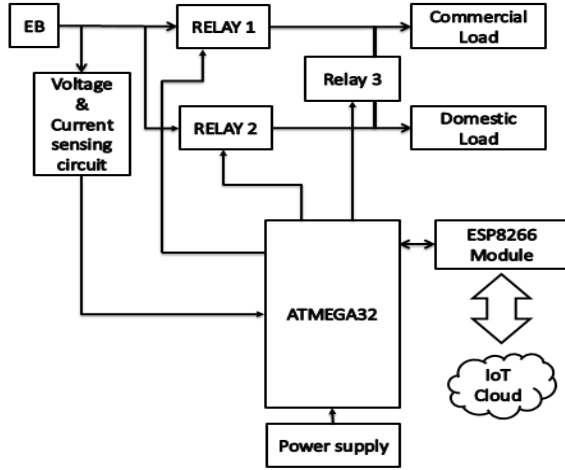 EB
RELAY 1
Commercial
Load
Voltage
&
Current
sensing
circuit
Relay 3
RELAY 2
Domestic
Load
ATMEGA32
ESP8266
Module
IoT
Cloud
Power supply